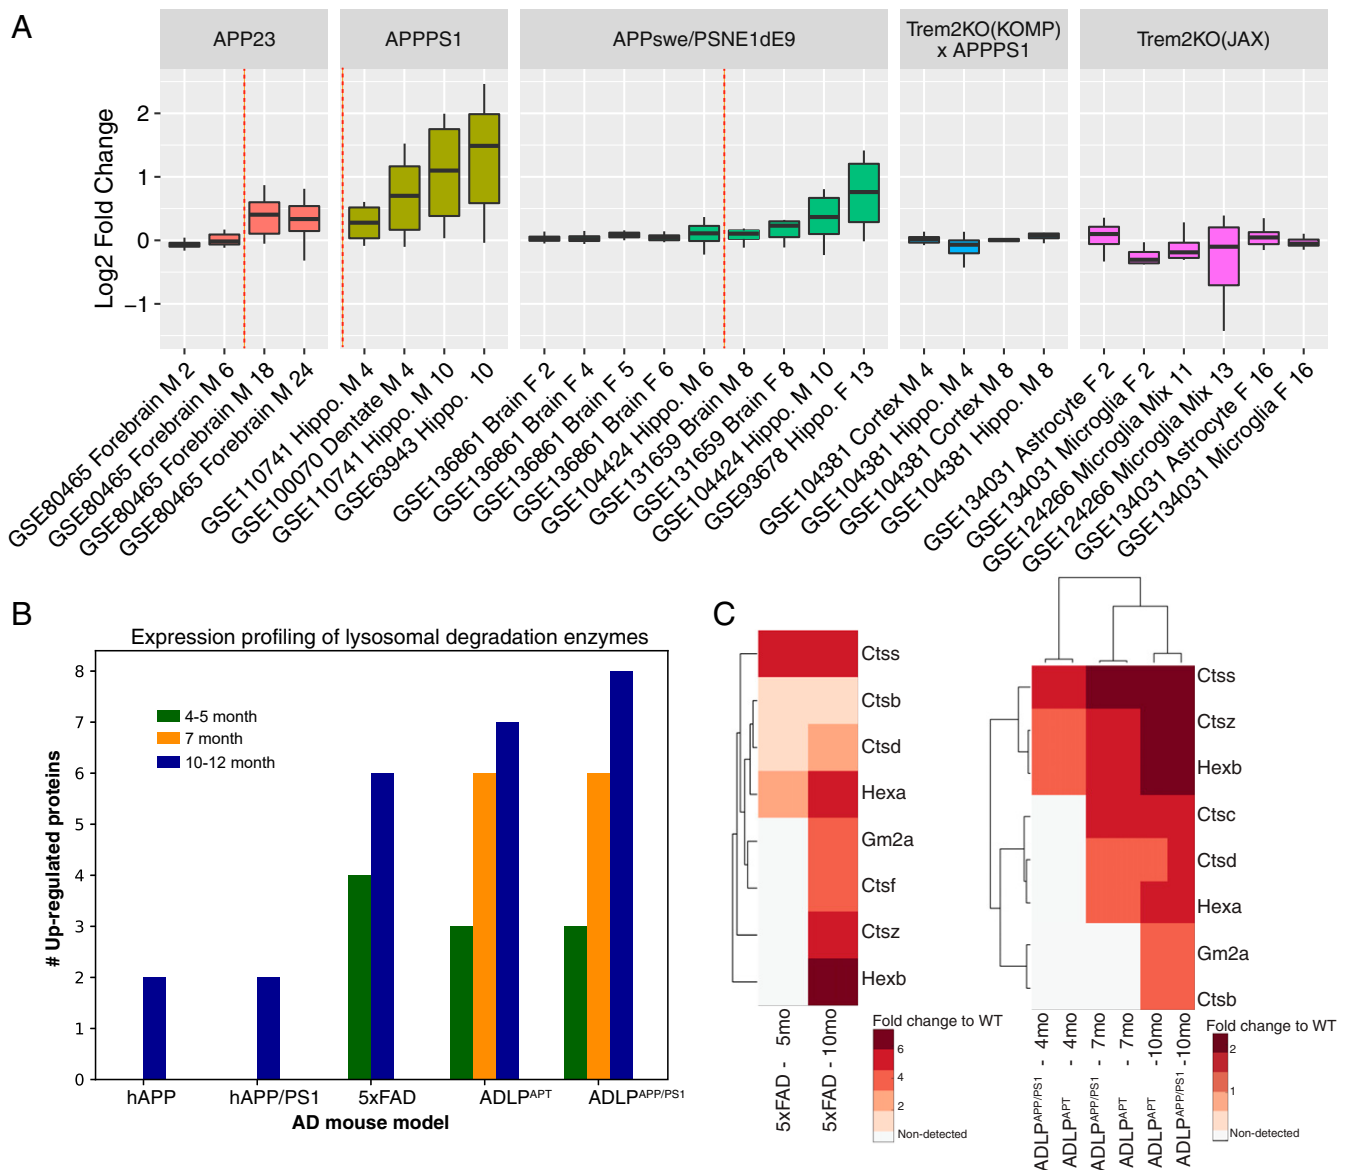 A
APP23
APPPS1
APPswe/PSNE1dE9
Trem2KO(KOMP)
x APPPS1
Trem2KO(JAX)
Log2 Fold Change
2
1
0
−1
GSE80465 Forebrain M 2
GSE80465 Forebrain M 6
GSE80465 Forebrain M 18
GSE80465 Forebrain M 24
GSE110741 Hippo. M 4
GSE100070 Dentate M 4
GSE110741 Hippo. M 10
GSE63943 Hippo. 10
GSE136861 Brain F 2
GSE136861 Brain F 4
GSE136861 Brain F 5
GSE136861 Brain F 6
GSE104424 Hippo. M 6
GSE131659 Brain M 8
GSE131659 Brain F 8
GSE104424 Hippo. M 10
GSE93678 Hippo. F 13
GSE104381 Cortex M 4
GSE104381 Hippo. M 4
GSE104381 Cortex M 8
GSE104381 Hippo. M 8
GSE134031 Astrocyte F 2
GSE134031 Microglia F 2
GSE124266 Microglia Mix 11
GSE124266 Microglia Mix 13
GSE134031 Astrocyte F 16
GSE134031 Microglia F 16
B
Expression profiling of lysosomal degradation enzymes
# Up-regulated proteins
8
7
6
5
4
3
2
1
0
4-5 month
7 month
10-12 month
hAPP
hAPP/PS1
5xFAD
ADLPAPT
ADLPAPP/PS1
AD mouse model
C
Ctss
Ctsb
Ctsd
Hexa
Gm2a
Ctsf
Ctsz
Hexb
5xFAD - 5mo
5xFAD - 10mo
Fold change to WT
6
4
2
Non-detected
Ctss
Ctsz
Hexb
Ctsc
Ctsd
Hexa
Gm2a
Ctsb
ADLPAPP/PS1 - 4mo
ADLPAPT - 4mo
ADLPAPP/PS1 - 7mo
ADLPAPT - 7mo
ADLPAPT -10mo
ADLPAPP/PS1 -10mo
Fold change to WT
2
1
Non-detected